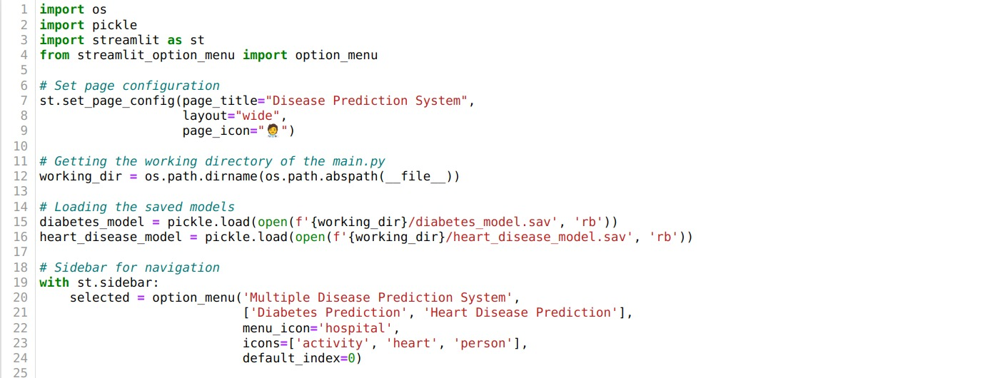 1 import os
2 import pickle
3 import streamlit as st
4 from streamlit_option_menu import option_menu
5
6 # Set page configuration
7 st.set_page_config(page_title="Disease Prediction System",
8                    layout="wide",
9                    page_icon="🧑‍⚕️")
10
11 # Getting the working directory of the main.py
12 working_dir = os.path.dirname(os.path.abspath(__file__))
13
14 # Loading the saved models
15 diabetes_model = pickle.load(open(f'{working_dir}/diabetes_model.sav', 'rb'))
16 heart_disease_model = pickle.load(open(f'{working_dir}/heart_disease_model.sav', 'rb'))
17
18 # Sidebar for navigation
19 with st.sidebar:
20     selected = option_menu('Multiple Disease Prediction System',
21                            ['Diabetes Prediction', 'Heart Disease Prediction'],
22                            menu_icon='hospital',
23                            icons=['activity', 'heart', 'person'],
24                            default_index=0)
25